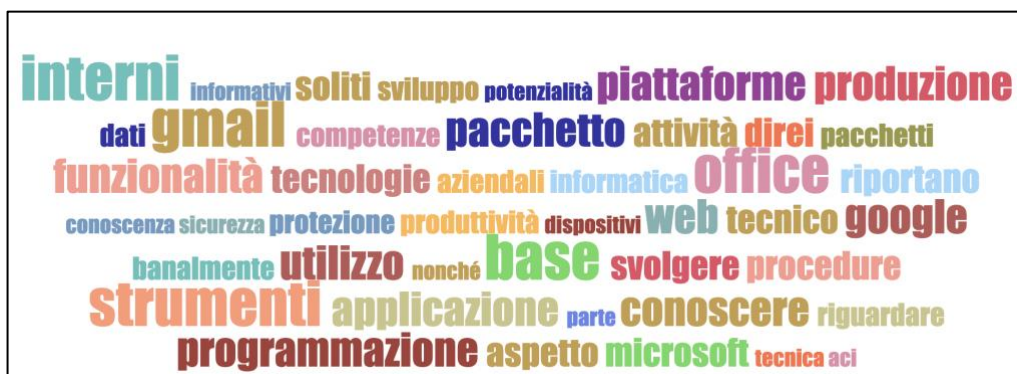 interni informativi soliti sviluppo potenzialità piattaforme produzione
dati gmail competenze pacchetto attività direi pacchetti
funzionalità tecnologie aziendali informatica office riportano
conoscenza sicurezza protezione produttività dispositivi web tecnico google
banalmente utilizzo nonché base svolgere procedure
strumenti applicazione parte conoscere riguardare
programmazione aspetto microsoft tecnica aci